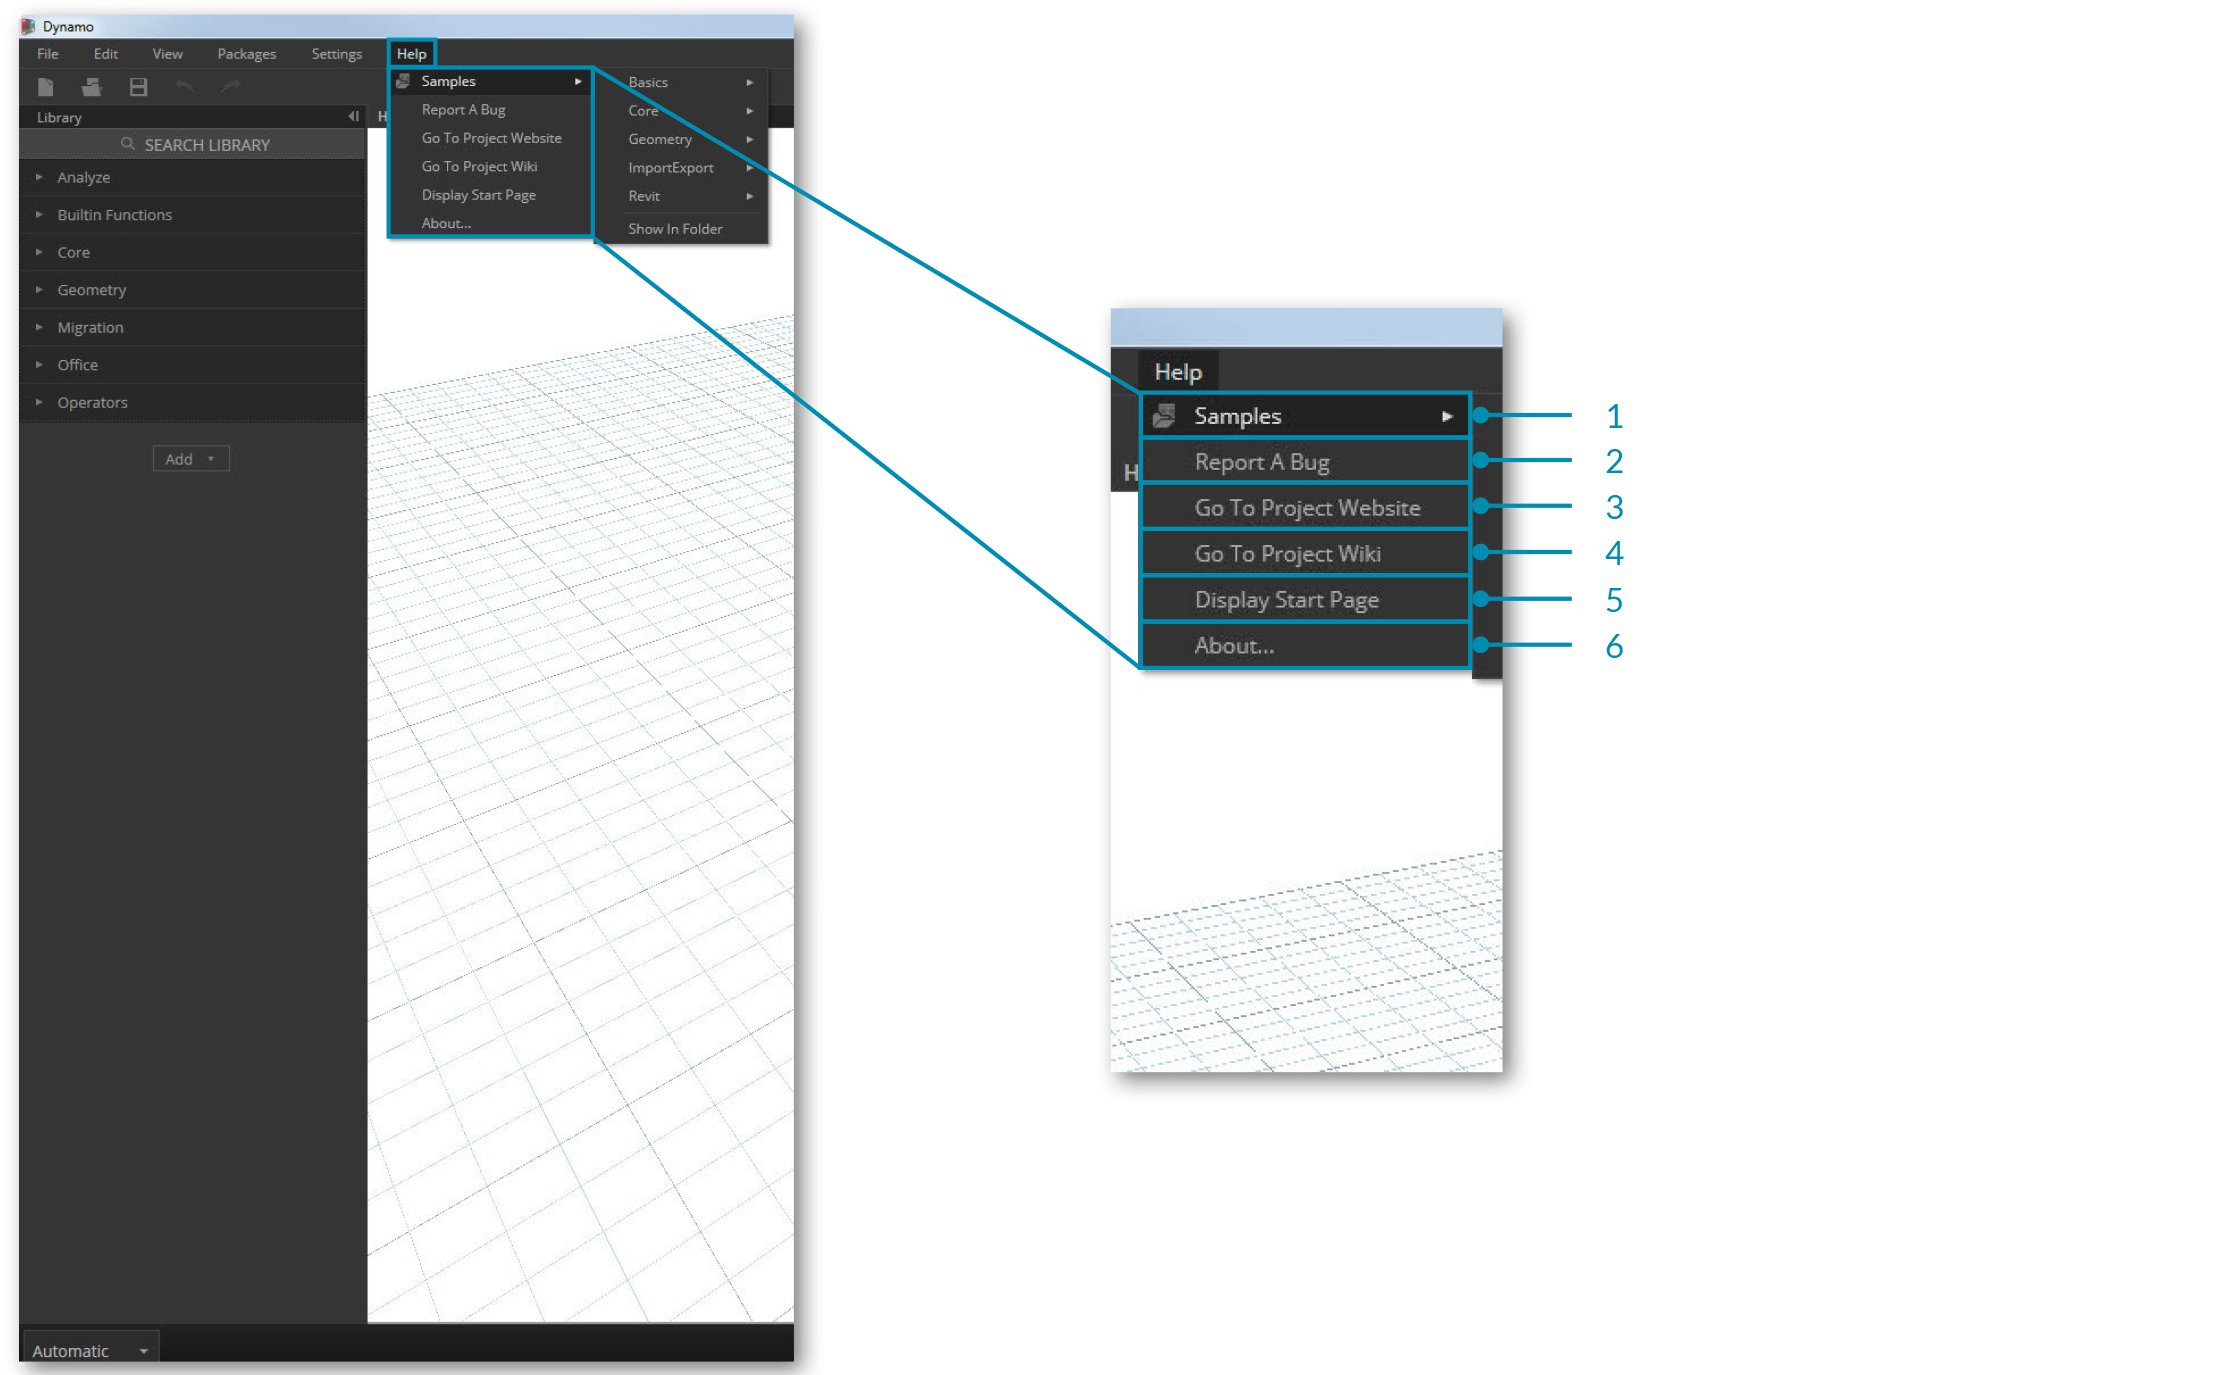 Dynamo
File Edit View Packages Settings Help
Library
H
SEARCH LIBRARY
Analyze
Builtin Functions
Core
Geometry
Migration
Office
Operators
Add
Samples
Report A Bug
Go To Project Website
Go To Project Wiki
Display Start Page
About...
Basics
Core
Geometry
ImportExport
Revit
Show In Folder
Automatic
Help
H
Samples 1
Report A Bug 2
Go To Project Website 3
Go To Project Wiki 4
Display Start Page 5
About... 6